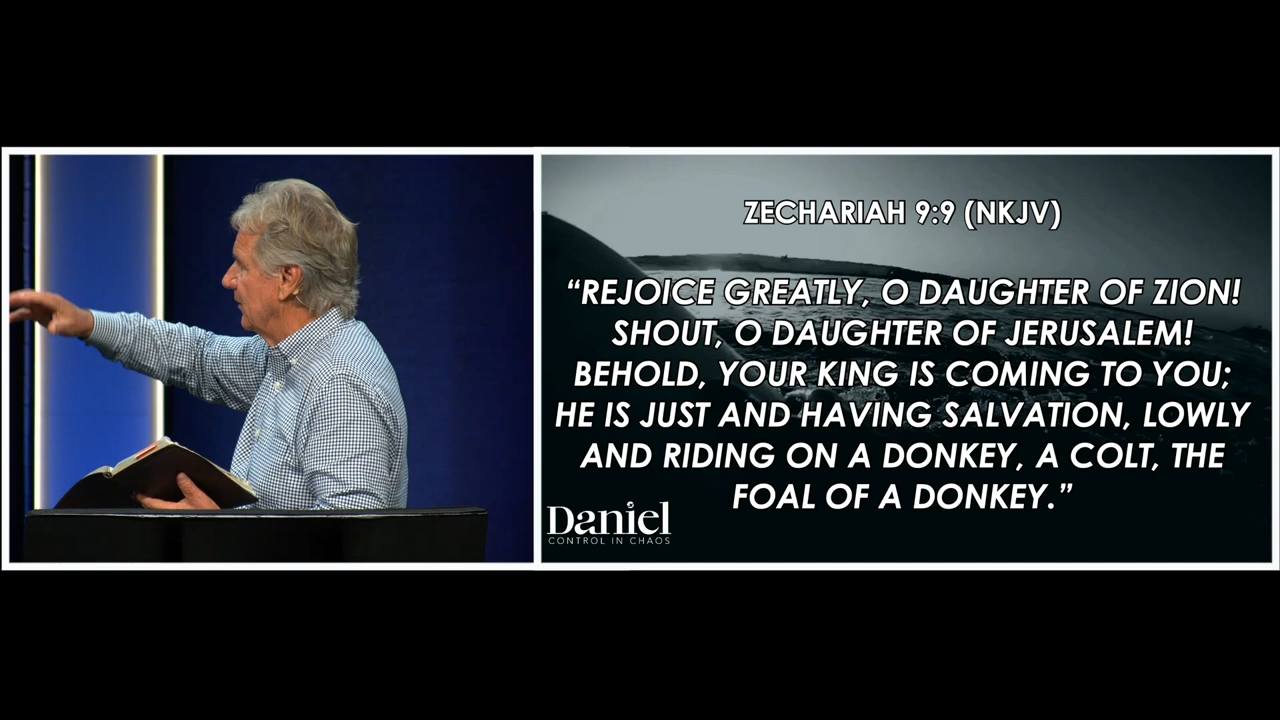 ZECHARIAH 9:9 (NKJV)
“REJOICE GREATLY, O DAUGHTER OF ZION!
SHOUT, O DAUGHTER OF JERUSALEM!
BEHOLD, YOUR KING IS COMING TO YOU;
HE IS JUST AND HAVING SALVATION, LOWLY
AND RIDING ON A DONKEY, A COLT, THE
FOAL OF A DONKEY.”
Daniel
CONTROL IN CHAOS